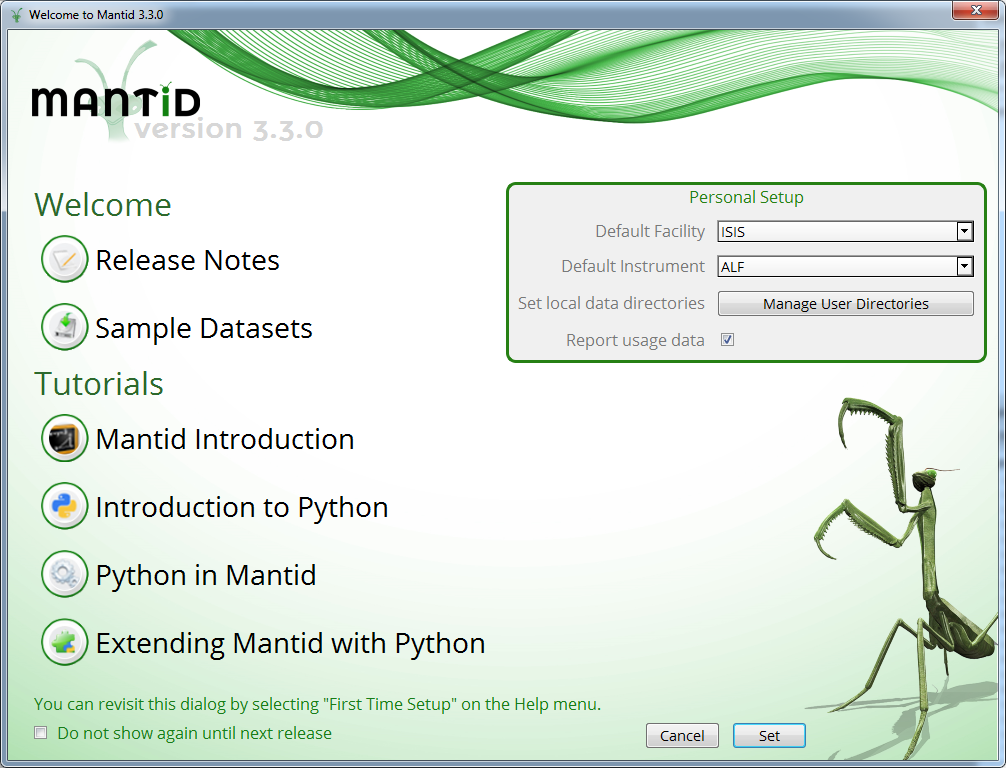 Welcome to Mantid 3.3.0
MANTiD
version 3.3.0
Welcome
Release Notes
Sample Datasets
Tutorials
Mantid Introduction
Introduction to Python
Python in Mantid
Extending Mantid with Python
Personal Setup
Default Facility ISIS
Default Instrument ALF
Set local data directories Manage User Directories
Report usage data
You can revisit this dialog by selecting "First Time Setup" on the Help menu.
Do not show again until next release
Cancel Set